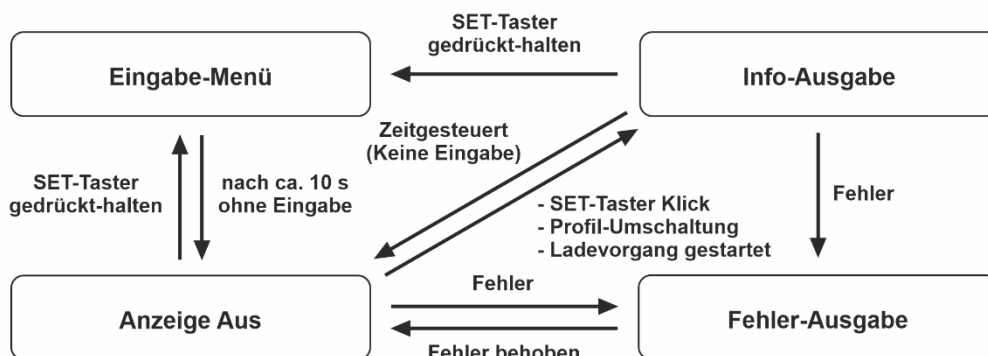 SET-Taster
gedrückt-halten
Eingabe-Menü
Info-Ausgabe
Zeitgesteuert
(Keine Eingabe)
SET-Taster
gedrückt-halten
nach ca. 10 s
ohne Eingabe
Fehler
- SET-Taster Klick
- Profil-Umschaltung
- Ladevorgang gestartet
Fehler
Anzeige Aus
Fehler-Ausgabe
Fehler behoben